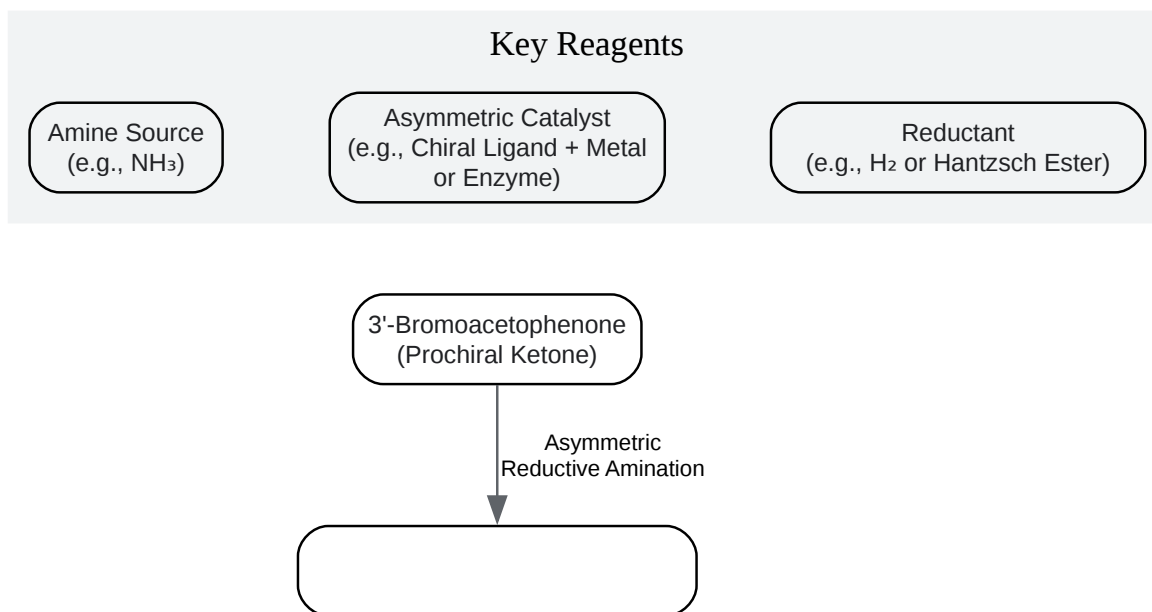 Key Reagents
Amine Source
(e.g., NH₃)
Asymmetric Catalyst
(e.g., Chiral Ligand + Metal
or Enzyme)
Reductant
(e.g., H₂ or Hantzsch Ester)
3'-Bromoacetophenone
(Prochiral Ketone)
Asymmetric
Reductive Amination